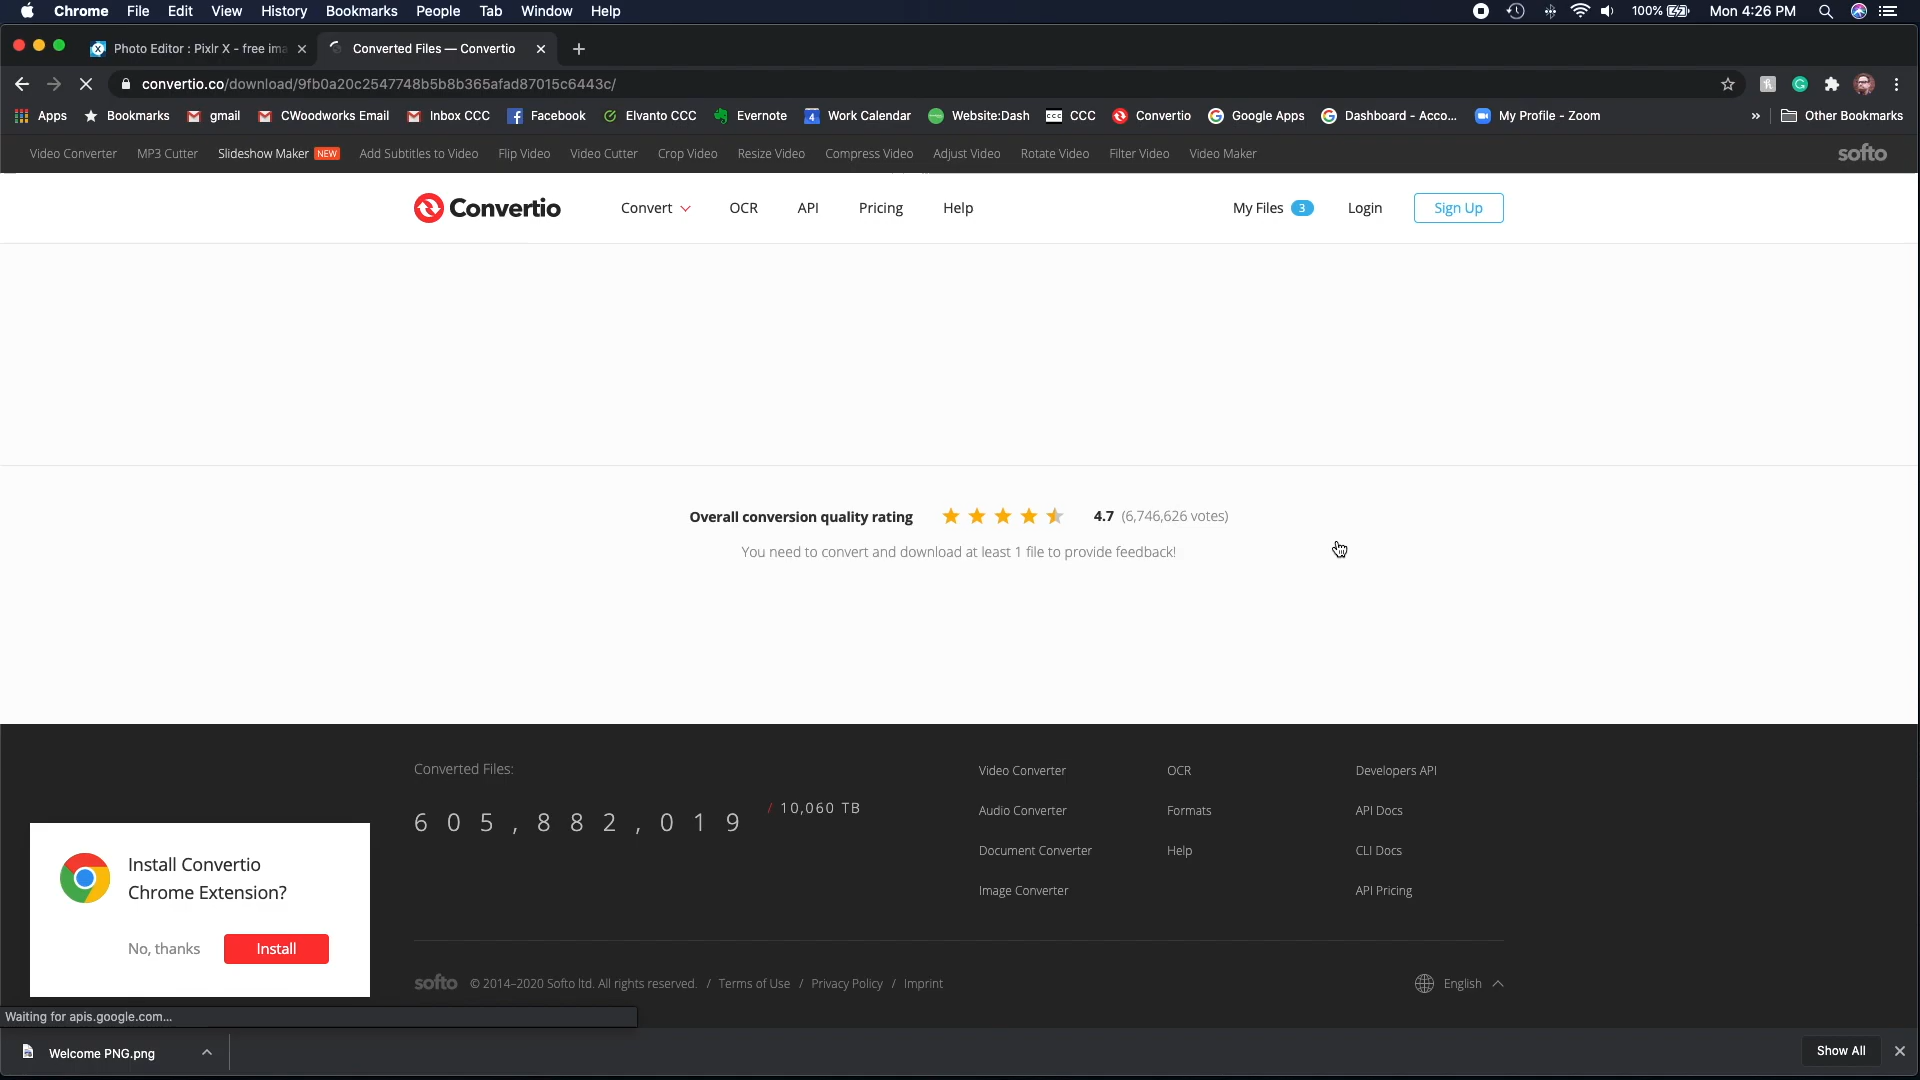 Chrome File Edit View History Bookmarks People Tab Window Help 100% Mon 4:26 PM
Photo Editor : Pixlr X - free ima Converted Files — Convertio
convertio.co/download/9fb0a20c2547748b5b8b365afad87015c6443c/
Apps Bookmarks gmail CWoodworks Email Inbox CCC Facebook Elvanto CCC Evernote Work Calendar Website:Dash CCC Convertio Google Apps Dashboard - Acco... My Profile - Zoom » Other Bookmarks
Video Converter MP3 Cutter Slideshow Maker NEW Add Subtitles to Video Flip Video Video Cutter Crop Video Resize Video Compress Video Adjust Video Rotate Video Filter Video Video Maker softo
Convertio Convert OCR API Pricing Help My Files 3 Login Sign Up
Overall conversion quality rating 4.7 (6,746,626 votes)
You need to convert and download at least 1 file to provide feedback!
Converted Files:
605,882,019 / 10,060 TB
Video Converter OCR Developers API
Audio Converter Formats API Docs
Document Converter Help CLI Docs
Image Converter API Pricing
Install Convertio
Chrome Extension?
No, thanks Install
softo © 2014–2020 Softo ltd. All rights reserved. / Terms of Use / Privacy Policy / Imprint English
Waiting for apis.google.com...
Welcome PNG.png Show All